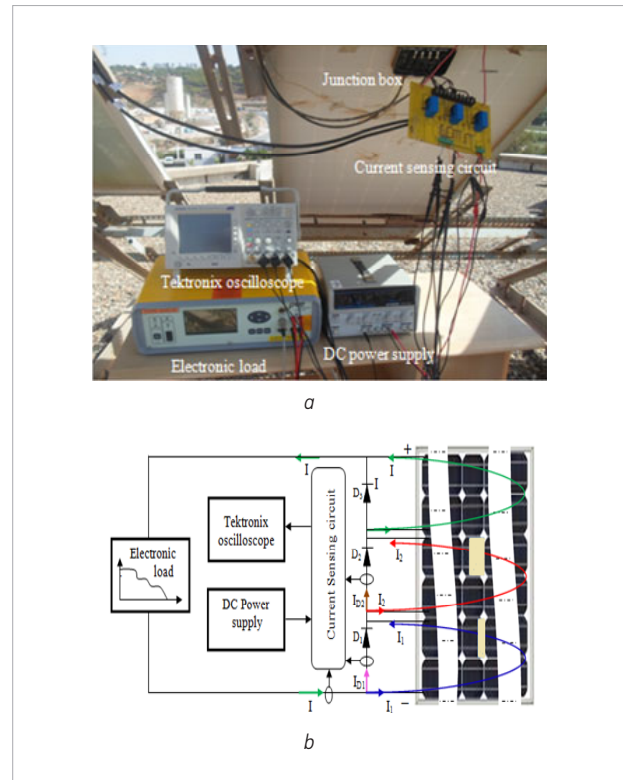 Junction box
Current sensing circuit
Tektronix oscilloscope
DC power supply
Electronic load
a
+
I
I
I
D3
Tektronix
oscilloscope
Electronic
load
Current Sensing circuit
D2
I2
DC Power
supply
ID2
I2
D1
I1
ID1
I
I1
−
b